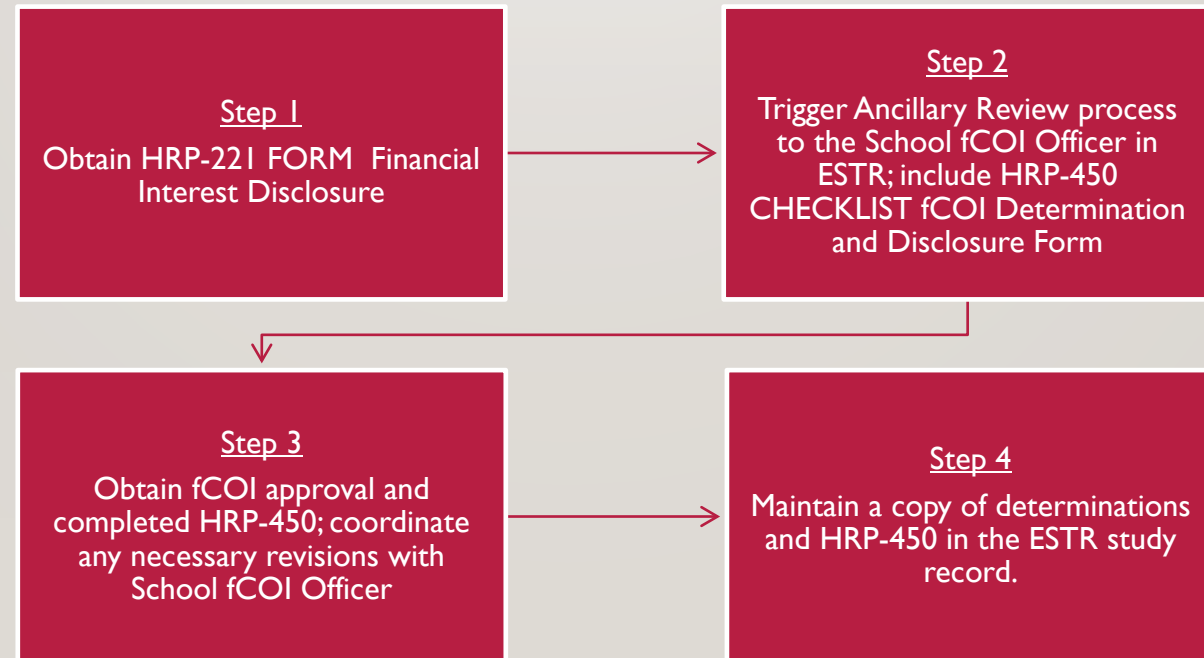 Step 1
Obtain HRP-221 FORM  Financial
Interest Disclosure
Step 2
Trigger Ancillary Review process
to the School fCOI Officer in
ESTR; include HRP-450
CHECKLIST fCOI Determination
and Disclosure Form
Step 3
Obtain fCOI approval and
completed HRP-450; coordinate
any necessary revisions with
School fCOI Officer
Step 4
Maintain a copy of determinations
and HRP-450 in the ESTR study
record.